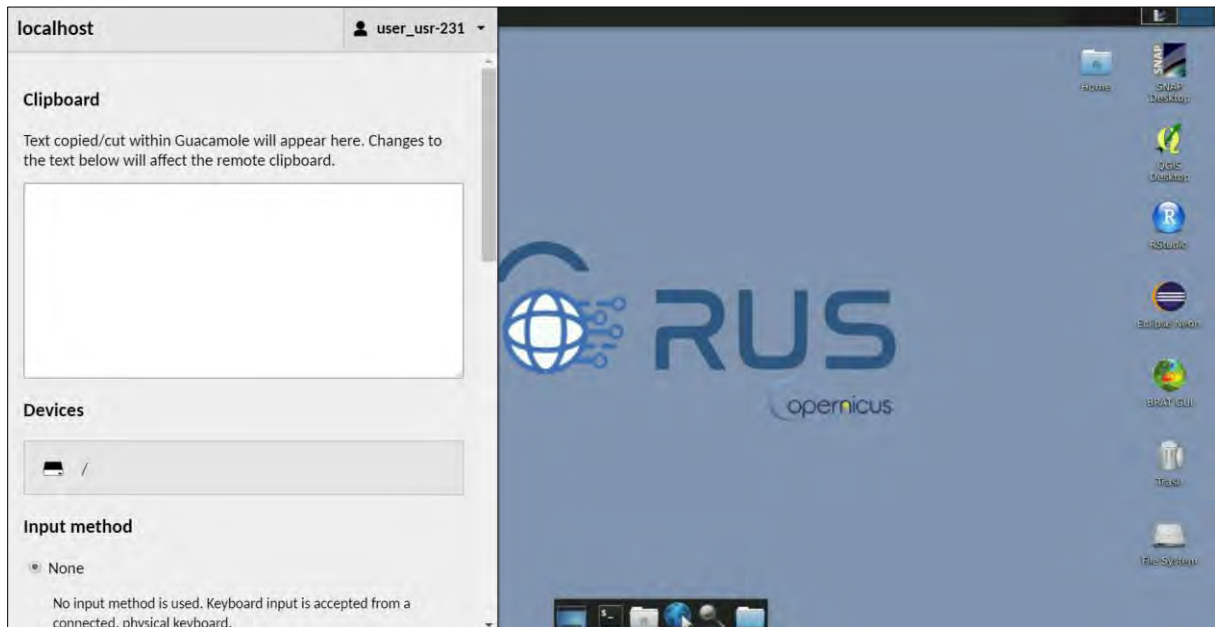 localhost
user_usr-231
Clipboard
Text copied/cut within Guacamole will appear here. Changes to
the text below will affect the remote clipboard.
Devices
/
Input method
None
No input method is used. Keyboard input is accepted from a
connected, physical keyboard.
RUS
opernicus
Home
SNAP
SNAP
Desktop
QGIS
Desktop
R
RStudio
Eclipse Neon
BRAT GUI
Trash
File System